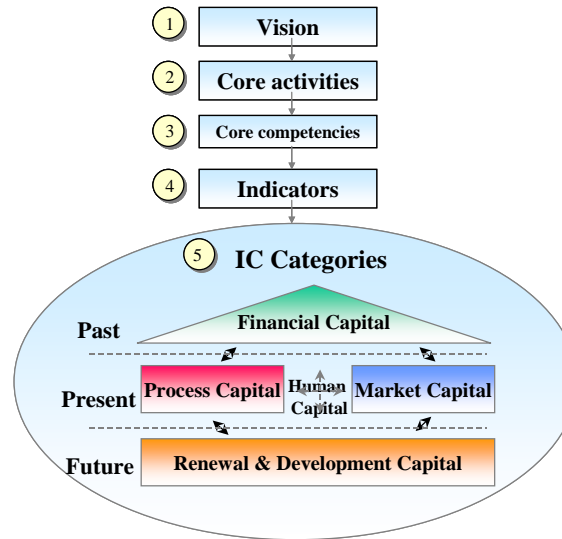 1
Vision
2
Core activities
3
Core competencies
4
Indicators
5
IC Categories
Past
Financial Capital
Present
Process Capital
Human
Capital
Market Capital
Future
Renewal & Development Capital